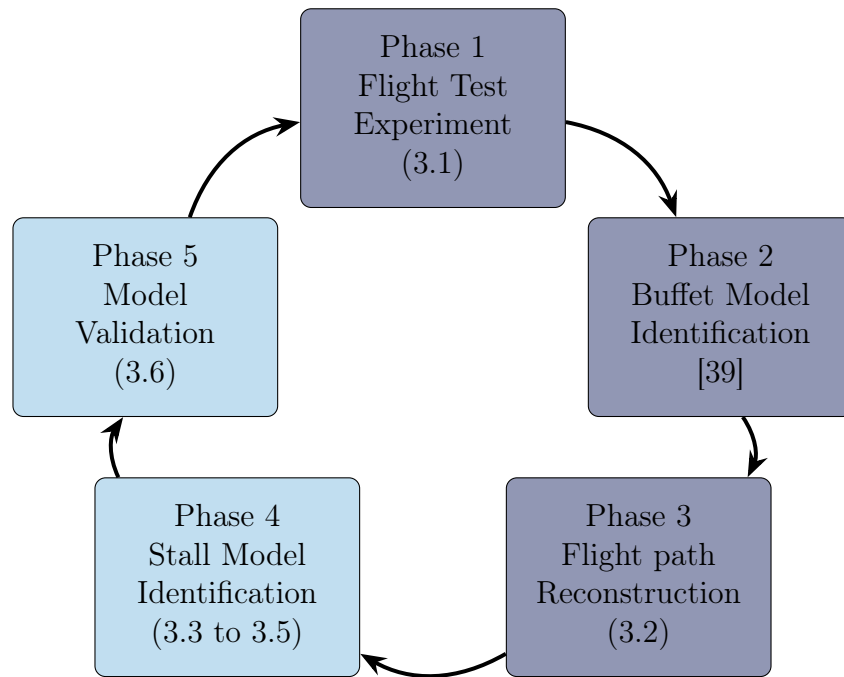 Phase 1
Flight Test
Experiment
(3.1)
Phase 2
Buffet Model
Identification
[39]
Phase 3
Flight path
Reconstruction
(3.2)
Phase 4
Stall Model
Identification
(3.3 to 3.5)
Phase 5
Model
Validation
(3.6)